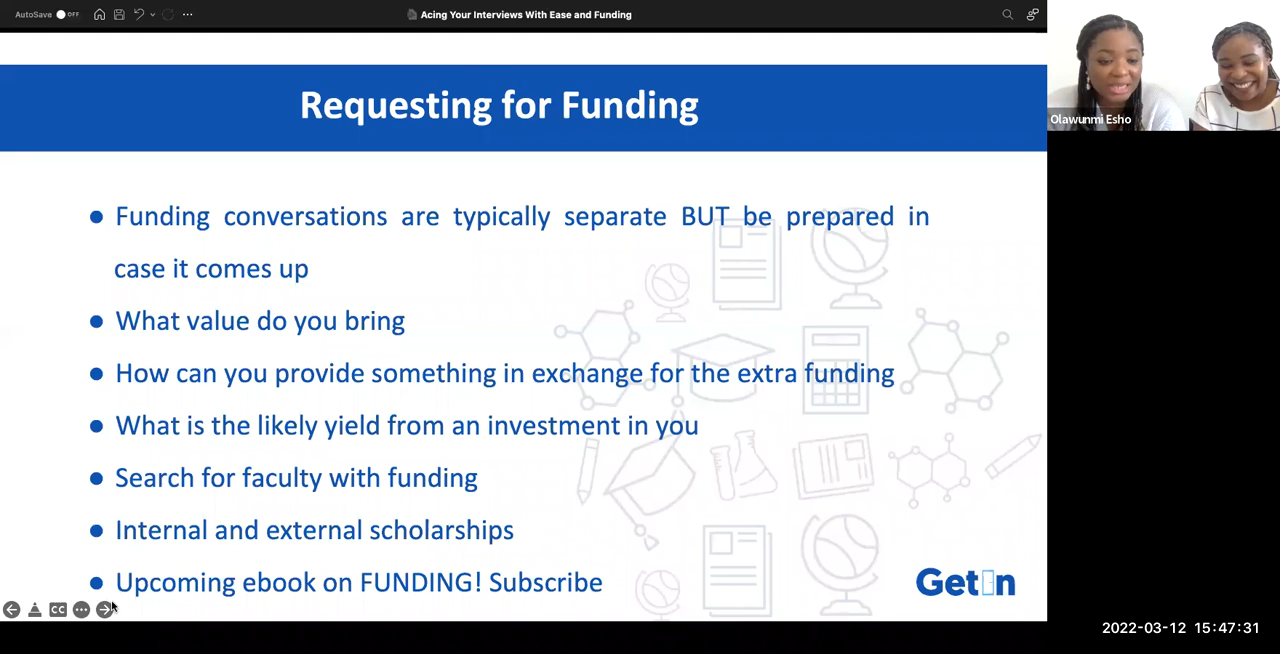 AutoSave OFF
Acing Your Interviews With Ease and Funding
Requesting for Funding
Olawunmi Esho
● Funding conversations are typically separate BUT be prepared in
case it comes up
● What value do you bring
● How can you provide something in exchange for the extra funding
● What is the likely yield from an investment in you
● Search for faculty with funding
● Internal and external scholarships
● Upcoming ebook on FUNDING! Subscribe
GetIn
CC
2022-03-12 15:47:31